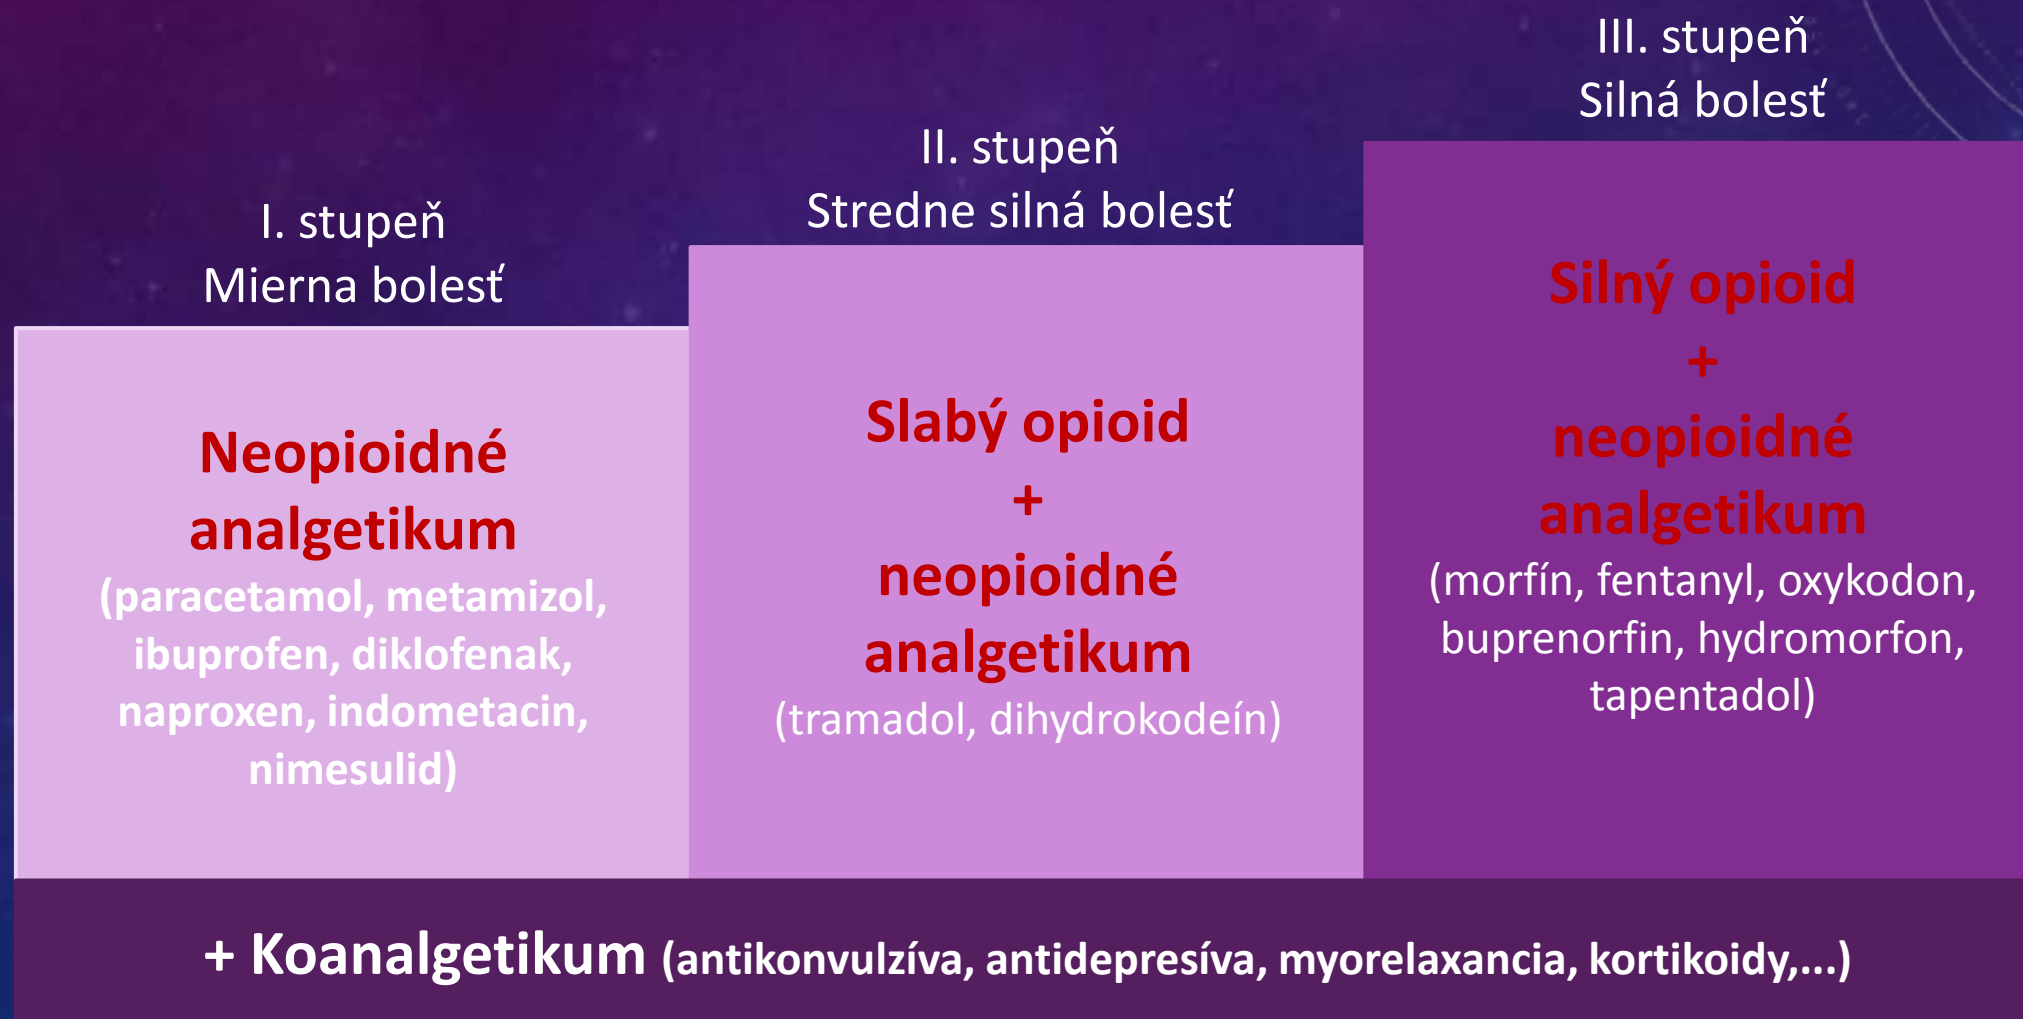 I. stupeň
Mierna bolesť
Neopioidné
analgetikum
(paracetamol, metamizol,
ibuprofen, diklofenak,
naproxen, indometacin,
nimesulid)
II. stupeň
Stredne silná bolesť
Slabý opioid
+
neopioidné
analgetikum
(tramadol, dihydrokodeín)
III. stupeň
Silná bolesť
Silný opioid
+
neopioidné
analgetikum
(morfín, fentanyl, oxykodon,
buprenorfin, hydromorfon,
tapentadol)
+ Koanalgetikum (antikonvulzíva, antidepresíva, myorelaxancia, kortikoidy,...)